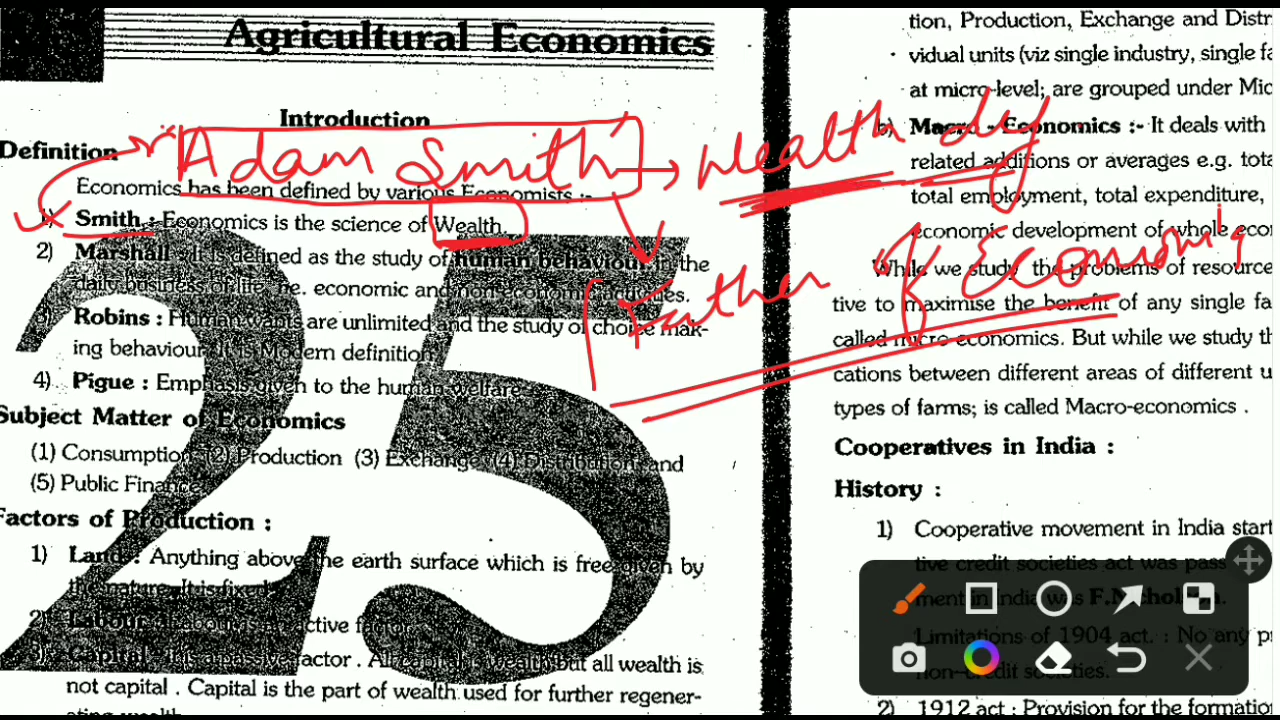 Agricultural Economics
Introduction
Definition
Adam Smith → Wealth def
Economics has been defined by various Economists :-
1) Smith : Economics is the science of Wealth.
Father of Economics
2) Marshall : It is defined as the study of human behaviour in the
daily business of life i.e. economic and non-economic activities.
3) Robins : Human wants are unlimited and the study of choice mak-
ing behaviour. It is Modern definition.
4) Pigue : Emphasis given to the human welfare.
Subject Matter of Economics
(1) Consumption (2) Production (3) Exchange (4) Distribution and
(5) Public Finance
Factors of Production :
1) Land : Anything above the earth surface which is free given by
the nature. It is fixed
2) Labour : Labour is active factor
3) Capital : It is a passive factor . All capital is wealth but all wealth is
not capital . Capital is the part of wealth used for further regener-
ating wealth
25
tion, Production, Exchange and Distr
vidual units (viz single industry, single fa
at micro-level; are grouped under Mic
b) Macro - Economics :- It deals with
related additions or averages e.g. tota
total employment, total expenditure,
economic development of whole econ
While we study the problems of resource
tive to maximise the benefit of any single fa
called micro-economics. But while we study th
cations between different areas of different u
types of farms; is called Macro-economics .
Cooperatives in India :
History :
1) Cooperative movement in India start
tive credit societies act was pass
ment in India was F.Nicholson.
Limitations of 1904 act. : No any pr
non-credit societies.
2) 1912 act : Provision for the formation